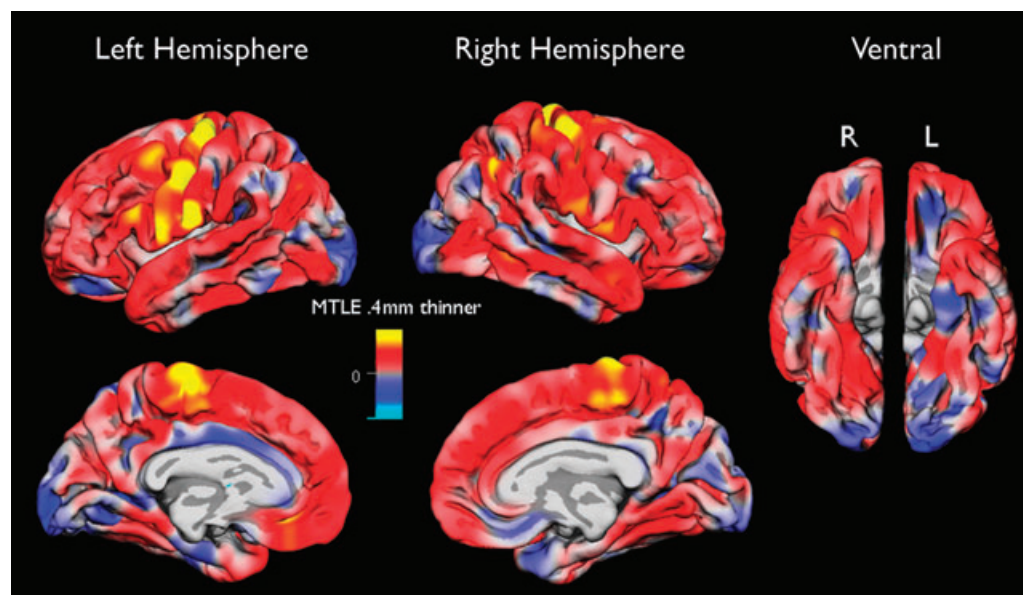 Left Hemisphere
Right Hemisphere
Ventral
R
L
MTLE .4mm thinner
0